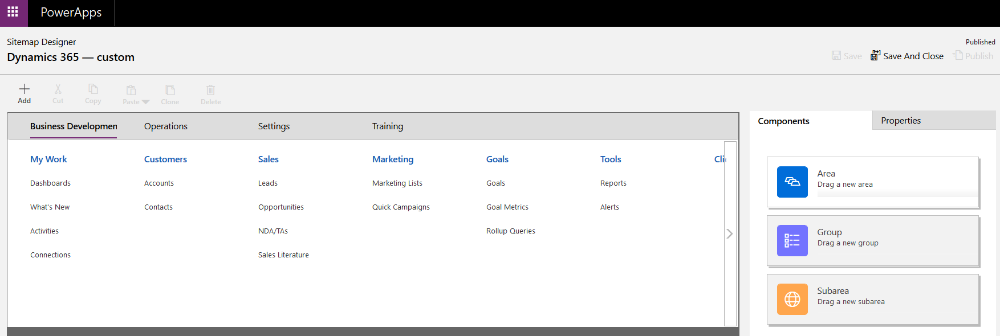 PowerApps
Sitemap Designer
Published
Dynamics 365 — custom
Save Save And Close Publish
Add Cut Copy Paste Clone Delete
Business Developmen Operations Settings Training
Components Properties
My Work Customers Sales Marketing Goals Tools Cli
Dashboards Accounts Leads Marketing Lists Goals Reports
What's New Contacts Opportunities Quick Campaigns Goal Metrics Alerts
Activities NDA/TAs Rollup Queries
Connections Sales Literature
Area
Drag a new area
Group
Drag a new group
Subarea
Drag a new subarea